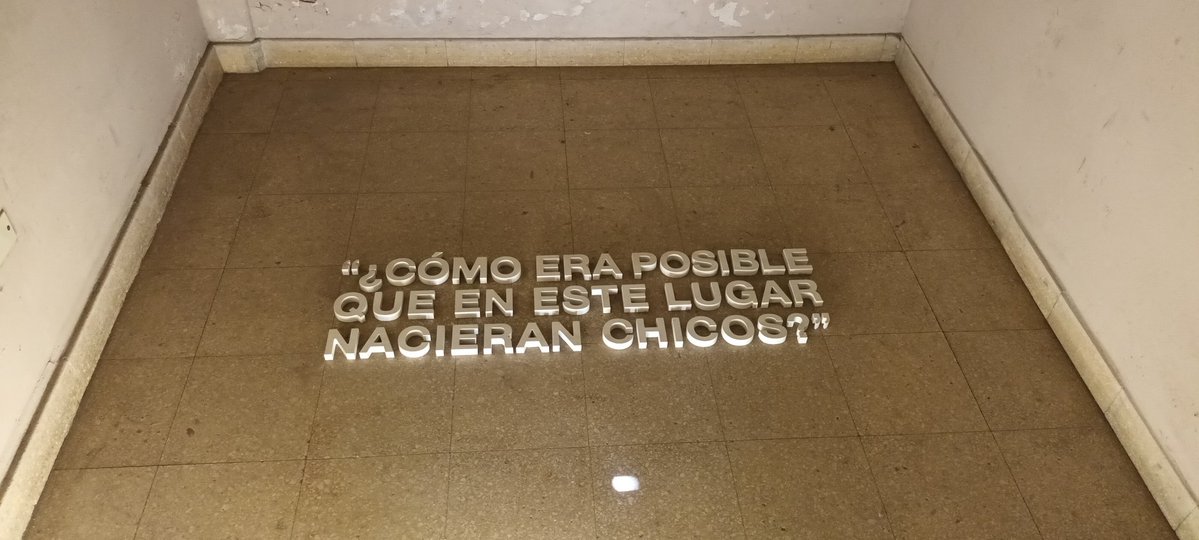 “¿CÓMO ERA POSIBLE
QUE EN ESTE LUGAR
NACIERAN CHICOS?”